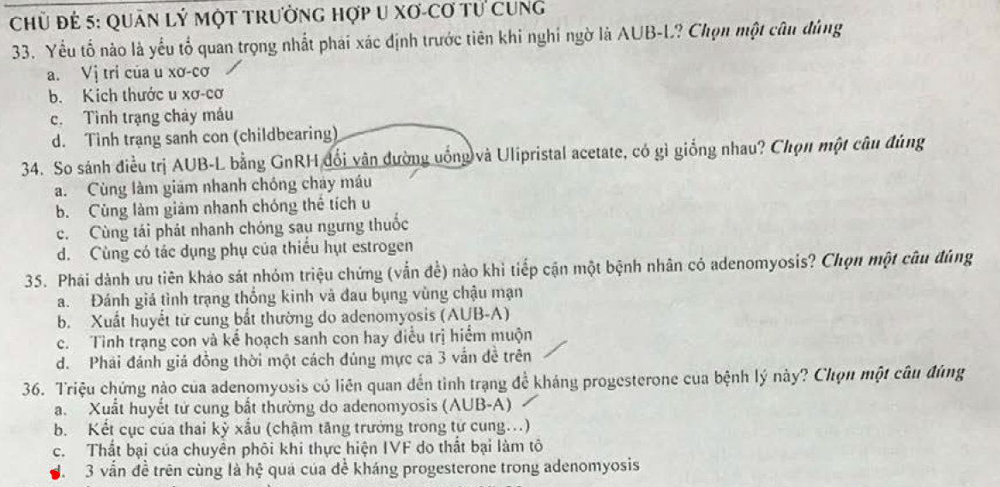 CHỦ ĐỀ 5: QUẢN LÝ MỘT TRƯỜNG HỢP U XƠ-CƠ TỬ CUNG
33. Yếu tố nào là yếu tố quan trọng nhất phải xác định trước tiên khi nghi ngờ là AUB-L? Chọn một câu đúng
a. Vị trí của u xơ-cơ
b. Kích thước u xơ-cơ
c. Tình trạng chảy máu
d. Tình trạng sanh con (childbearing)
34. So sánh điều trị AUB-L bằng GnRH đối vận đường uống và Ulipristal acetate, có gì giống nhau? Chọn một câu đúng
a. Cùng làm giảm nhanh chóng chảy máu
b. Cùng làm giảm nhanh chóng thể tích u
c. Cùng tái phát nhanh chóng sau ngưng thuốc
d. Cùng có tác dụng phụ của thiếu hụt estrogen
35. Phải dành ưu tiên khảo sát nhóm triệu chứng (vấn đề) nào khi tiếp cận một bệnh nhân có adenomyosis? Chọn một câu đúng
a. Đánh giá tình trạng thống kinh và đau bụng vùng chậu mạn
b. Xuất huyết tử cung bất thường do adenomyosis (AUB-A)
c. Tình trạng con và kế hoạch sanh con hay điều trị hiếm muộn
d. Phải đánh giá đồng thời một cách đúng mực cả 3 vấn đề trên
36. Triệu chứng nào của adenomyosis có liên quan đến tình trạng đề kháng progesterone của bệnh lý này? Chọn một câu đúng
a. Xuất huyết tử cung bất thường do adenomyosis (AUB-A)
b. Kết cục của thai kỳ xấu (chậm tăng trưởng trong tử cung...)
c. Thất bại của chuyển phôi khi thực hiện IVF do thất bại làm tổ
d. 3 vấn đề trên cùng là hệ quả của đề kháng progesterone trong adenomyosis